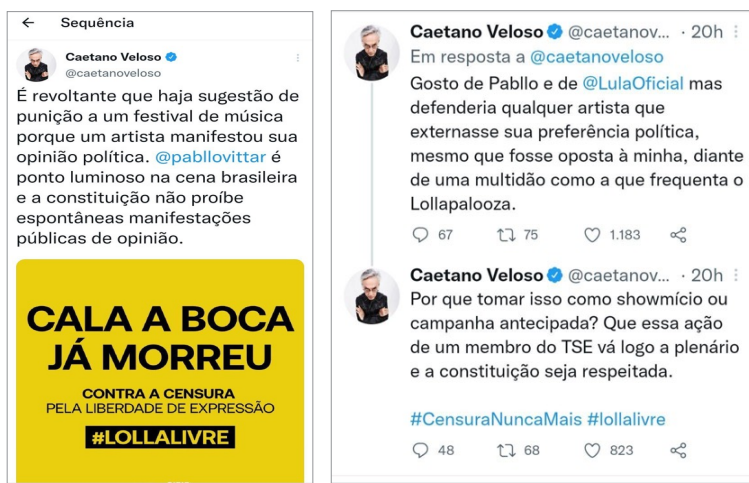 Sequência
Caetano Veloso
@caetanoveloso
É revoltante que haja sugestão de
punição a um festival de música
porque um artista manifestou sua
opinião política. @pabllovittar é
ponto luminoso na cena brasileira
e a constituição não proíbe
espontâneas manifestações
públicas de opinião.
CALA A BOCA
JÁ MORREU
CONTRA A CENSURA
PELA LIBERDADE DE EXPRESSÃO
#LOLLALIVRE
Caetano Veloso @caetanov... · 20h
Em resposta a @caetanoveloso
Gosto de Pabllo e de @LulaOficial mas
defenderia qualquer artista que
externasse sua preferência política,
mesmo que fosse oposta à minha, diante
de uma multidão como a que frequenta o
Lollapalooza.
67 75 1.183
Caetano Veloso @caetanov... · 20h
Por que tomar isso como showmício ou
campanha antecipada? Que essa ação
de um membro do TSE vá logo a plenário
e a constituição seja respeitada.
#CensuraNuncaMais #lollalivre
48 68 823